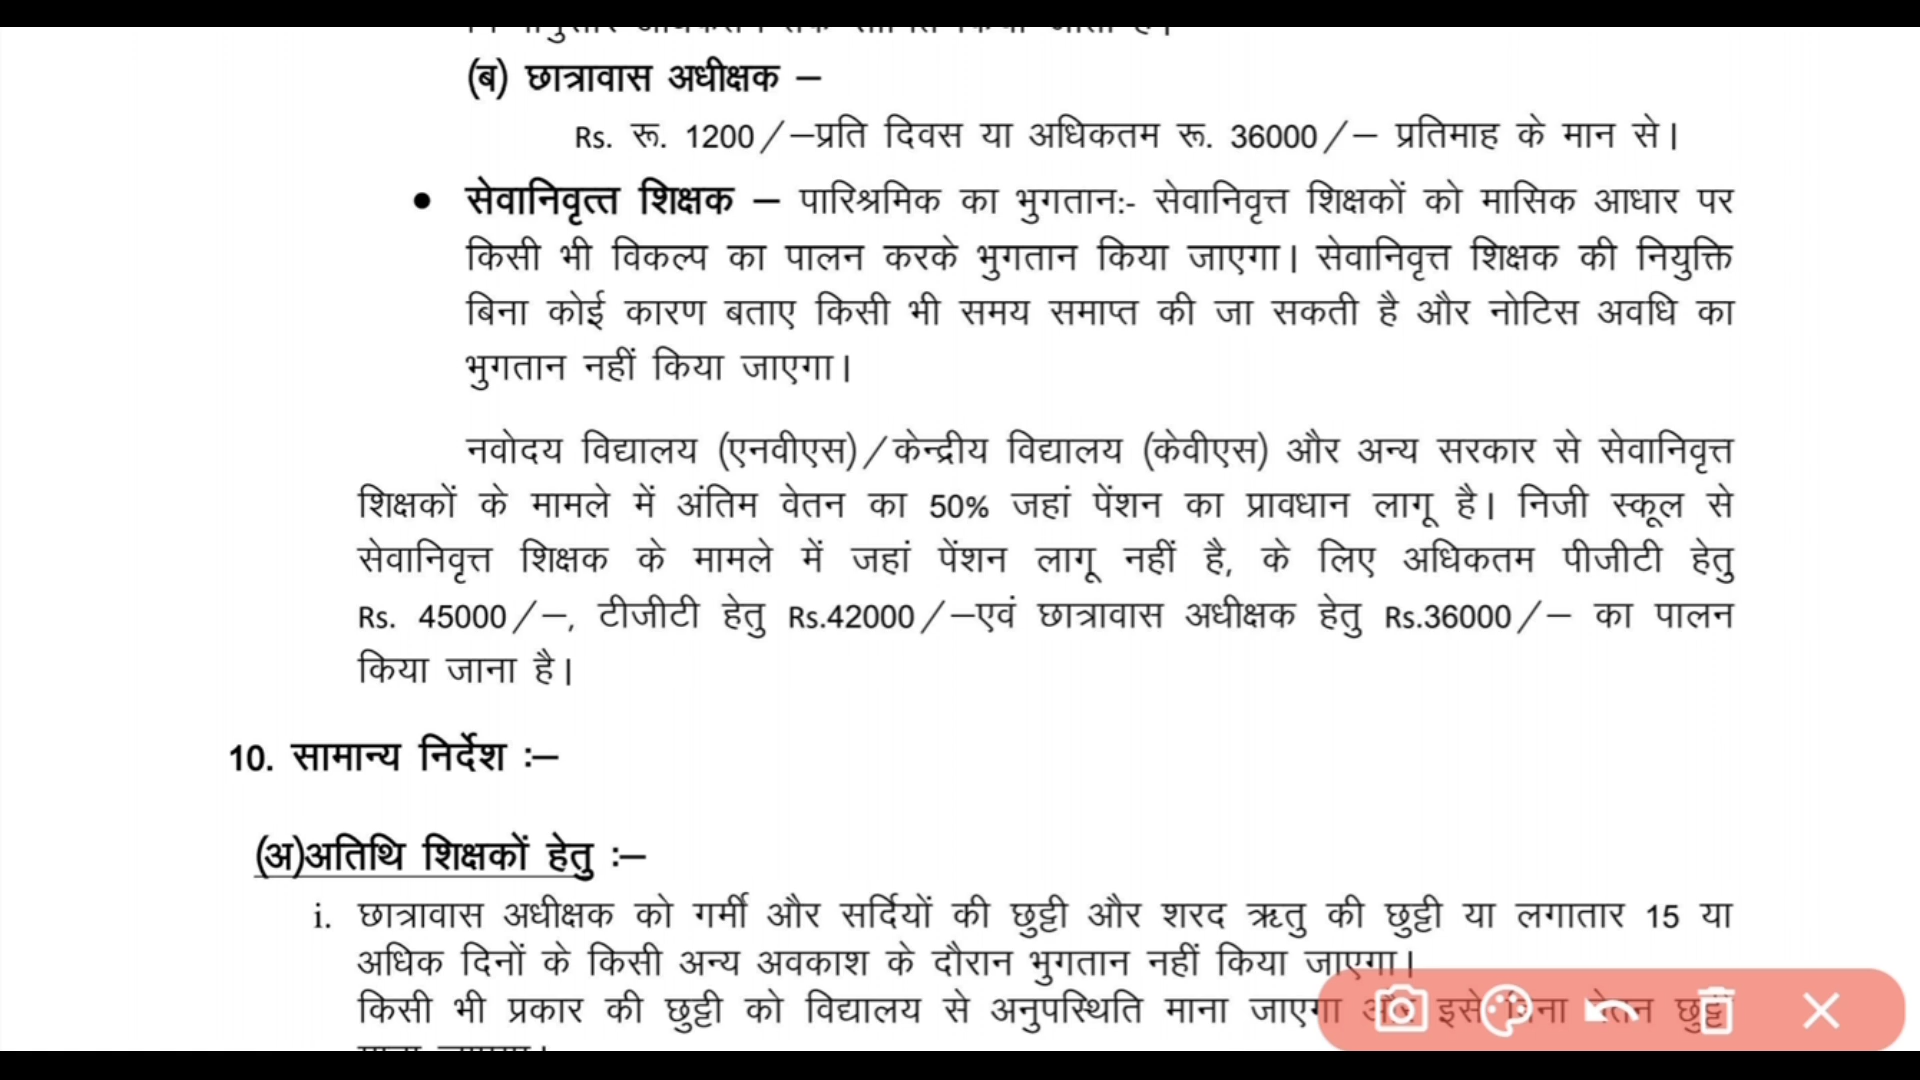 (ब) छात्रावास अधीक्षक –
Rs. रू. 1200/–प्रति दिवस या अधिकतम रू. 36000/– प्रतिमाह के मान से।
• सेवानिवृत्त शिक्षक – पारिश्रमिक का भुगतान:- सेवानिवृत्त शिक्षकों को मासिक आधार पर
किसी भी विकल्प का पालन करके भुगतान किया जाएगा। सेवानिवृत्त शिक्षक की नियुक्ति
बिना कोई कारण बताए किसी भी समय समाप्त की जा सकती है और नोटिस अवधि का
भुगतान नहीं किया जाएगा।
नवोदय विद्यालय (एनवीएस)/केन्द्रीय विद्यालय (केवीएस) और अन्य सरकार से सेवानिवृत्त
शिक्षकों के मामले में अंतिम वेतन का 50% जहां पेंशन का प्रावधान लागू है। निजी स्कूल से
सेवानिवृत्त शिक्षक के मामले में जहां पेंशन लागू नहीं है, के लिए अधिकतम पीजीटी हेतु
Rs. 45000/–, टीजीटी हेतु Rs.42000/–एवं छात्रावास अधीक्षक हेतु Rs.36000/– का पालन
किया जाना है।
10. सामान्य निर्देश :–
(अ)अतिथि शिक्षकों हेतु :–
i. छात्रावास अधीक्षक को गर्मी और सर्दियों की छुट्टी और शरद ऋतु की छुट्टी या लगातार 15 या
अधिक दिनों के किसी अन्य अवकाश के दौरान भुगतान नहीं किया जाएगा।
किसी भी प्रकार की छुट्टी को विद्यालय से अनुपस्थिति माना जाएगा और इसे बिना वेतन छुट्टी